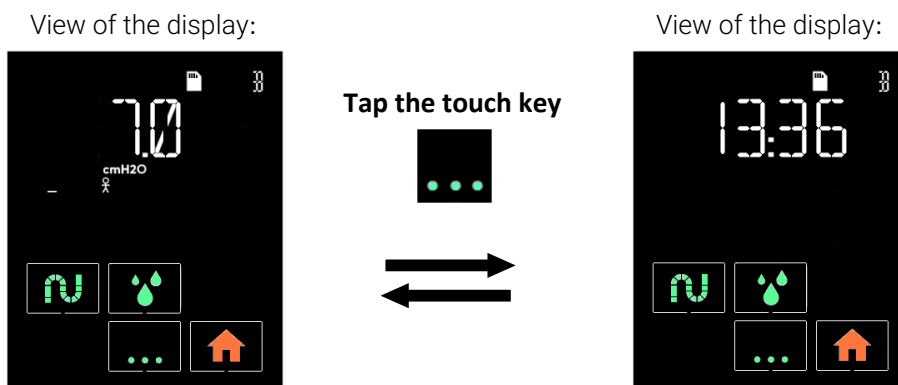 View of the display:
View of the display:
Tap the touch key
7.0
cmH2O
13:36